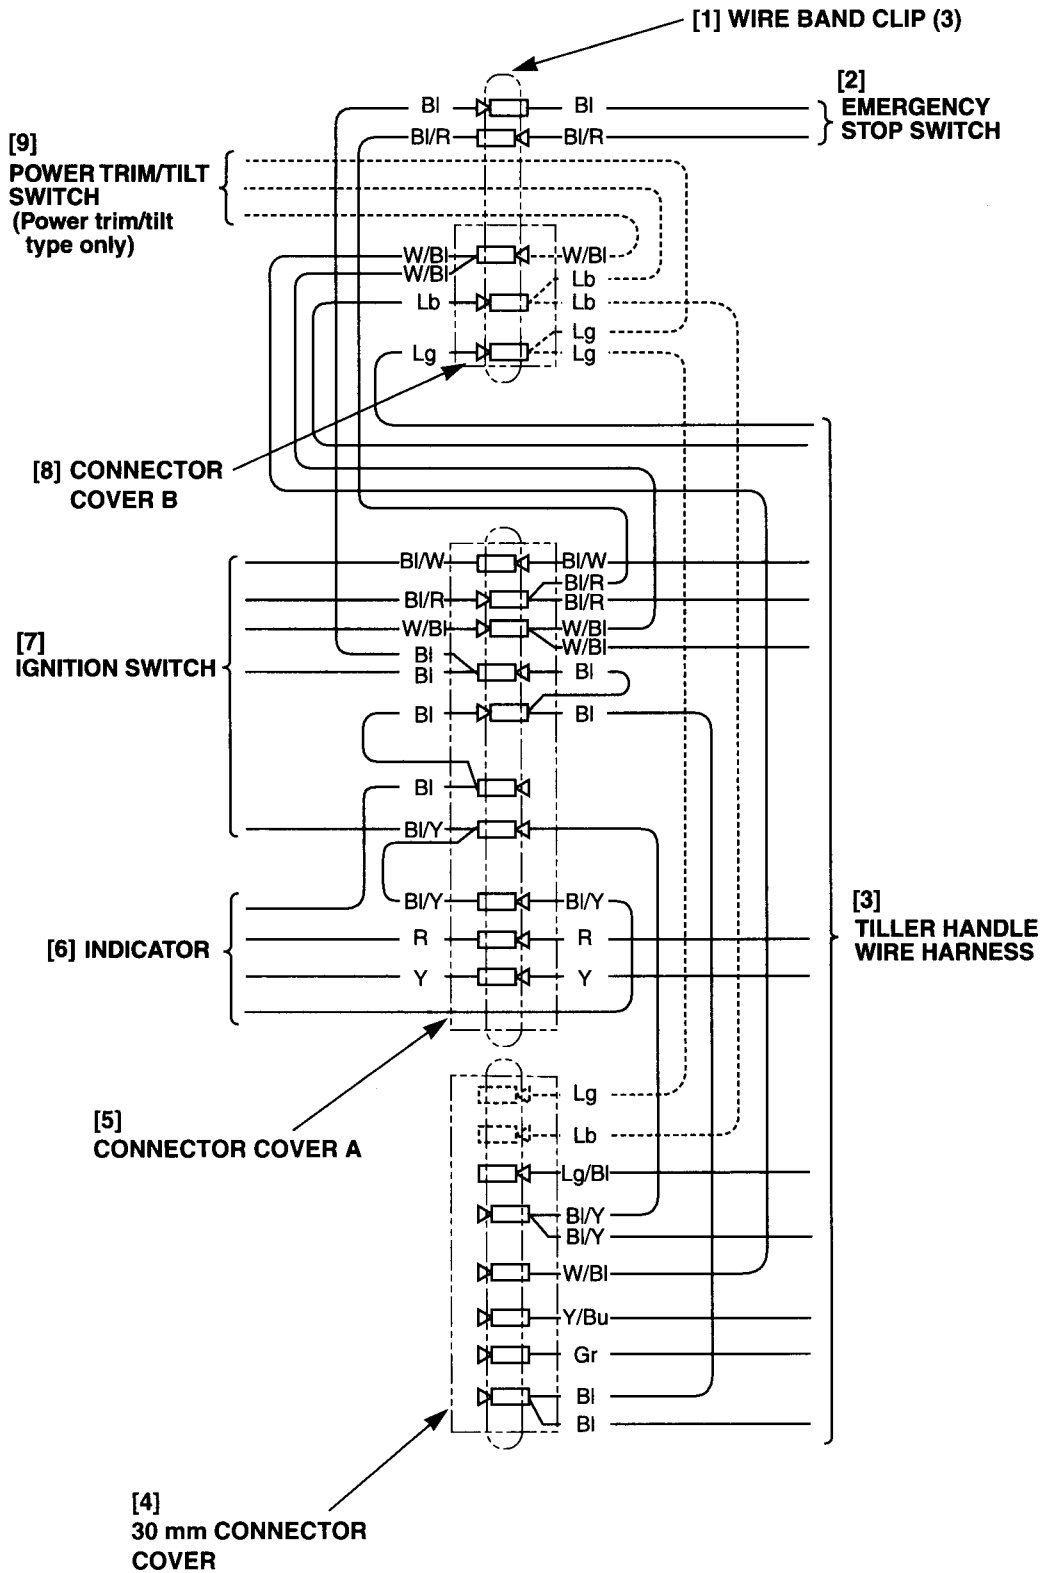 [1] WIRE BAND CLIP (3)
[2]
EMERGENCY
STOP SWITCH
Bl Bl
Bl/R Bl/R
[9]
POWER TRIM/TILT
SWITCH
(Power trim/tilt
type only)
W/Bl W/Bl
W/Bl Lb
Lb Lb
Lg
Lg Lg
[8] CONNECTOR
COVER B
Bl/W Bl/W
Bl/R
Bl/R Bl/R
W/Bl W/Bl
W/Bl
[7]
IGNITION SWITCH
Bl
Bl Bl
Bl Bl
Bl
Bl/Y
Bl/Y Bl/Y
[3]
TILLER HANDLE
WIRE HARNESS
[6] INDICATOR
R R
Y Y
[5]
CONNECTOR COVER A
Lg
Lb
Lg/Bl
Bl/Y
Bl/Y
W/Bl
Y/Bu
Gr
Bl
Bl
[4]
30 mm CONNECTOR
COVER